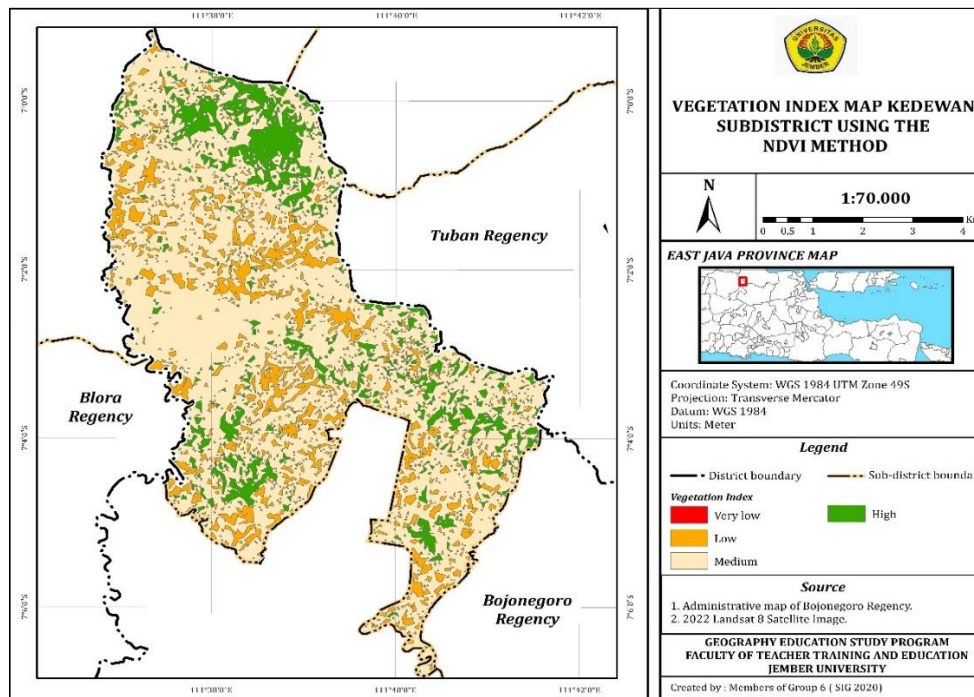 111°38'0"E
111°40'0"E
111°42'0"E
7°0'0"S
7°0'0"S
7°2'0"S
7°2'0"S
7°4'0"S
7°4'0"S
7°6'0"S
7°6'0"S
Tuban Regency
Blora
Regency
Bojonegoro
Regency
111°38'0"E
111°40'0"E
111°42'0"E
UNIVERSITAS
JEMBER
VEGETATION INDEX MAP KEDEWAN
SUBDISTRICT USING THE
NDVI METHOD
N
1:70.000
0 0,5 1 2 3 4
EAST JAVA PROVINCE MAP
Coordinate System: WGS 1984 UTM Zone 49S
Projection: Transverse Mercator
Datum: WGS 1984
Units: Meter
Legend
District boundary
Sub-district bounda
Vegetation Index
Very low
High
Low
Medium
Source
1. Administrative map of Bojonegoro Regency.
2. 2022 Landsat 8 Satellite Image.
GEOGRAPHY EDUCATION STUDY PROGRAM
FACULTY OF TEACHER TRAINING AND EDUCATION
JEMBER UNIVERSITY
Created by : Members of Group 6 ( SIG 2020)